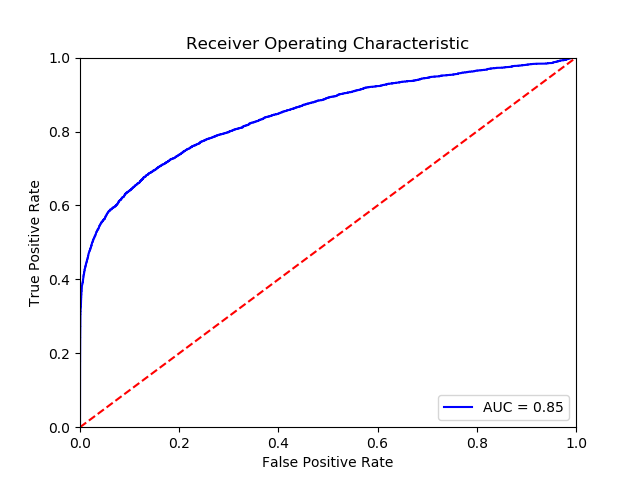 Receiver Operating Characteristic
1.0
0.8
0.6
0.4
0.2
0.0
True Positive Rate
AUC = 0.85
0.0 0.2 0.4 0.6 0.8 1.0
False Positive Rate